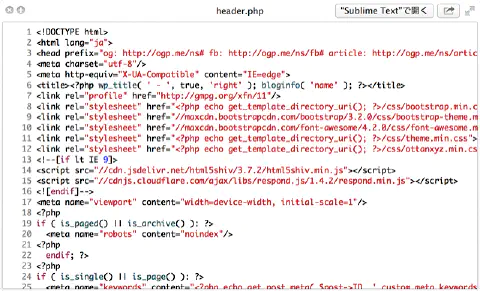 header.php
"Sublime Text"で開く
1 <!DOCTYPE html>
2 <html lang="ja">
3 <head prefix="og: http://ogp.me/ns# fb: http://ogp.me/ns/fb# article: http://ogp.me/ns/artic
4 <meta charset="utf-8"/>
5 <meta http-equiv="X-UA-Compatible" content="IE=edge">
6 <title><?php wp_title( ' - ', true, 'right' ); bloginfo( 'name' ); ?></title>
7 <link rel="profile" href="http://gmpg.org/xfn/11"/>
8 <link rel="stylesheet" href="<?php echo get_template_directory_uri(); ?>/css/bootstrap.min.c
9 <link rel="stylesheet" href="//maxcdn.bootstrapcdn.com/bootstrap/3.2.0/css/bootstrap-theme.m
10 <link rel="stylesheet" href="//maxcdn.bootstrapcdn.com/font-awesome/4.2.0/css/font-awesome.m
11 <link rel="stylesheet" href="<?php echo get_template_directory_uri(); ?>/css/theme.min.css">
12 <link rel="stylesheet" href="<?php echo get_template_directory_uri(); ?>/css/attonxyz.min.cs
13 <!--[if lt IE 9]>
14 <script src="//cdn.jsdelivr.net/html5shiv/3.7.2/html5shiv.min.js"></script>
15 <script src="//cdnjs.cloudflare.com/ajax/libs/respond.js/1.4.2/respond.min.js"></script>
16 <![endif]-->
17 <meta name="viewport" content="width=device-width, initial-scale=1"/>
18 <?php
19 if ( is_paged() || is_archive() ): ?>
20 <meta name="robots" content="noindex"/>
21 <?php
22 endif; ?>
23 <?php
24 if ( is_single() || is_page() ): ?>
25 <meta name="keywords" content="<?php echo get_post_meta( $post->ID, 'custom_meta_keywords